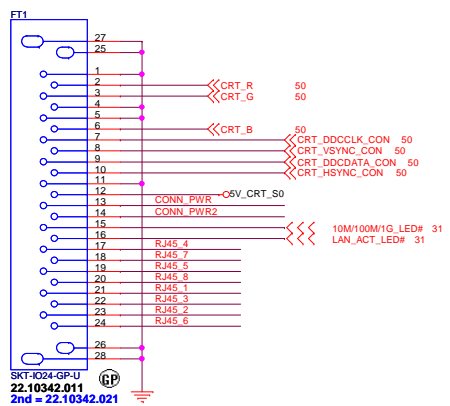 FT1
27
25
1
2 CRT_R 50
3 CRT_G 50
4
5
6 CRT_B 50
7 CRT_DDCCLK_CON 50
8 CRT_VSYNC_CON 50
9 CRT_DDCDATA_CON 50
10 CRT_HSYNC_CON 50
11
12 5V_CRT_S0
13 CONN_PWR
14 CONN_PWR2
15 10M/100M/1G_LED# 31
16 LAN_ACT_LED# 31
17 RJ45_4
18 RJ45_7
19 RJ45_5
20 RJ45_8
21 RJ45_1
22 RJ45_3
23 RJ45_2
24 RJ45_6
26
28
SKT-IO24-GP-U
GP
22.10342.011
2nd = 22.10342.021